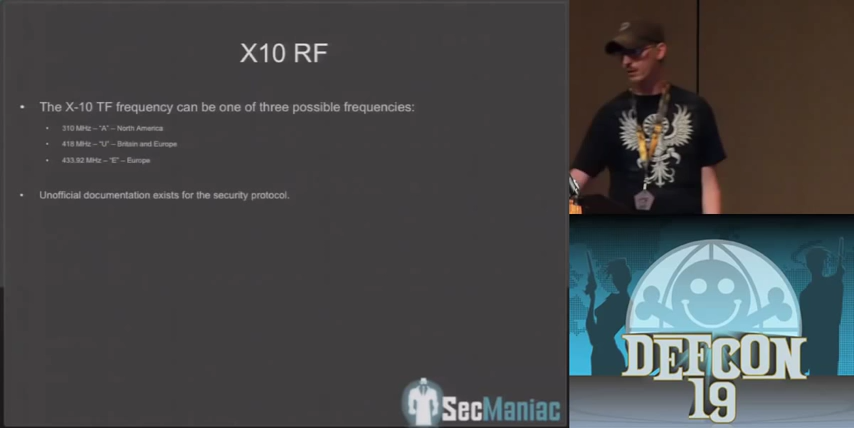 X10 RF
• The X-10 TF frequency can be one of three possible frequencies:
• 310 MHz – "A" – North America
• 418 MHz – "U" – Britain and Europe
• 433.92 MHz – "E" – Europe
• Unofficial documentation exists for the security protocol.
SecManiac
DEFCON
19